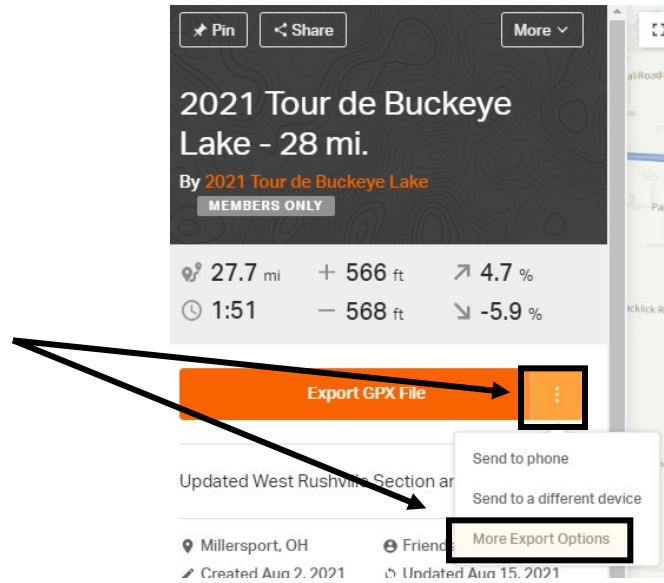 Pin
Share
More
2021 Tour de Buckeye
Lake - 28 mi.
By 2021 Tour de Buckeye Lake
MEMBERS ONLY
27.7 mi + 566 ft 4.7 %
1:51 — 568 ft -5.9 %
Export GPX File
Send to phone
Updated West Rushville Section
Send to a different device
More Export Options
Millersport, OH
Created Aug 2, 2021
Updated Aug 15, 2021